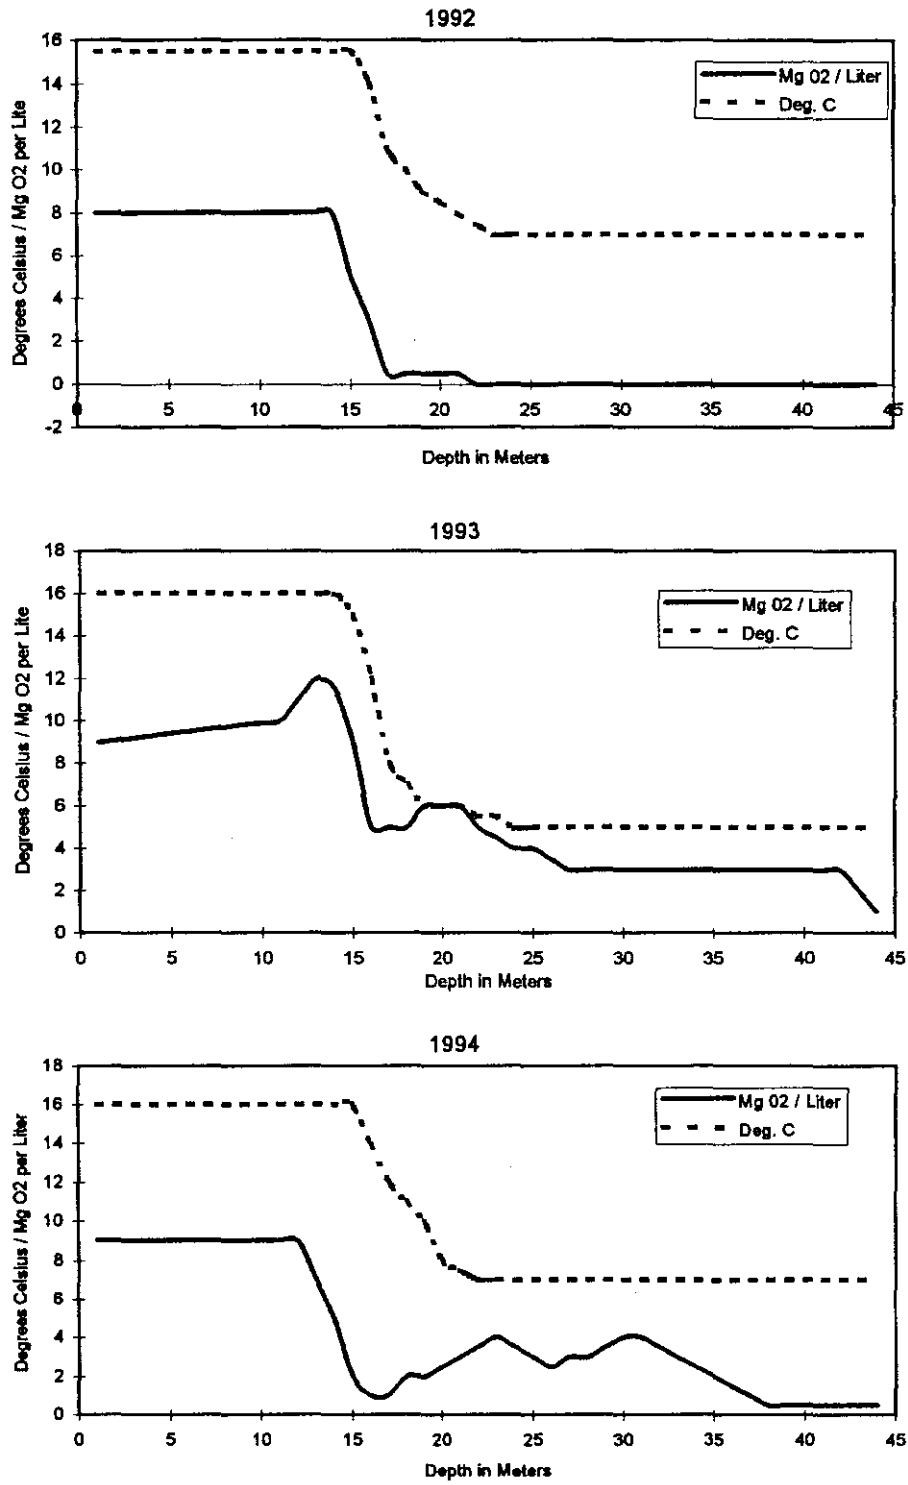 1992
16
14
12
10
8
6
4
2
0
-2
Degrees Celsius / Mg O2 per Lite
Mg 02 / Liter
Deg. C
0 5 10 15 20 25 30 35 40 45
Depth in Meters
1993
18
16
14
12
10
8
6
4
2
0
Degrees Celsius / Mg O2 per Lite
Mg 02 / Liter
Deg. C
0 5 10 15 20 25 30 35 40 45
Depth in Meters
1994
18
16
14
12
10
8
6
4
2
0
Degrees Celsius / Mg O2 per Liter
Mg 02 / Liter
Deg. C
0 5 10 15 20 25 30 35 40 45
Depth in Meters